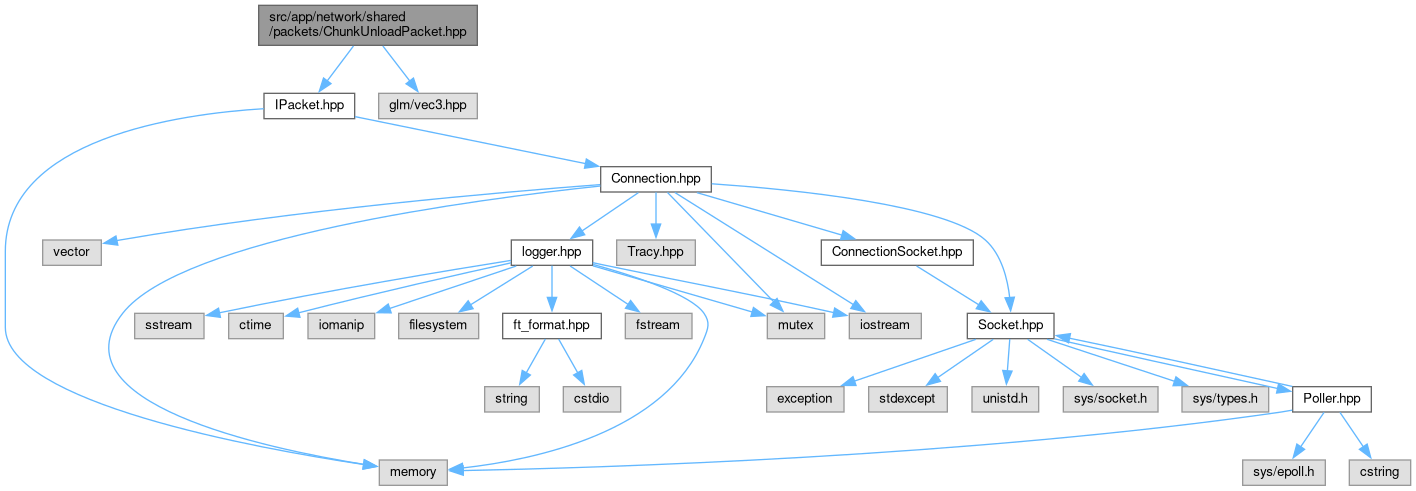 src/app/network/shared
/packets/ChunkUnloadPacket.hpp
IPacket.hpp
glm/vec3.hpp
Connection.hpp
vector
logger.hpp
Tracy.hpp
ConnectionSocket.hpp
sstream
ctime
iomanip
filesystem
ft_format.hpp
fstream
mutex
iostream
Socket.hpp
string
cstdio
exception
stdexcept
unistd.h
sys/socket.h
sys/types.h
Poller.hpp
memory
sys/epoll.h
cstring